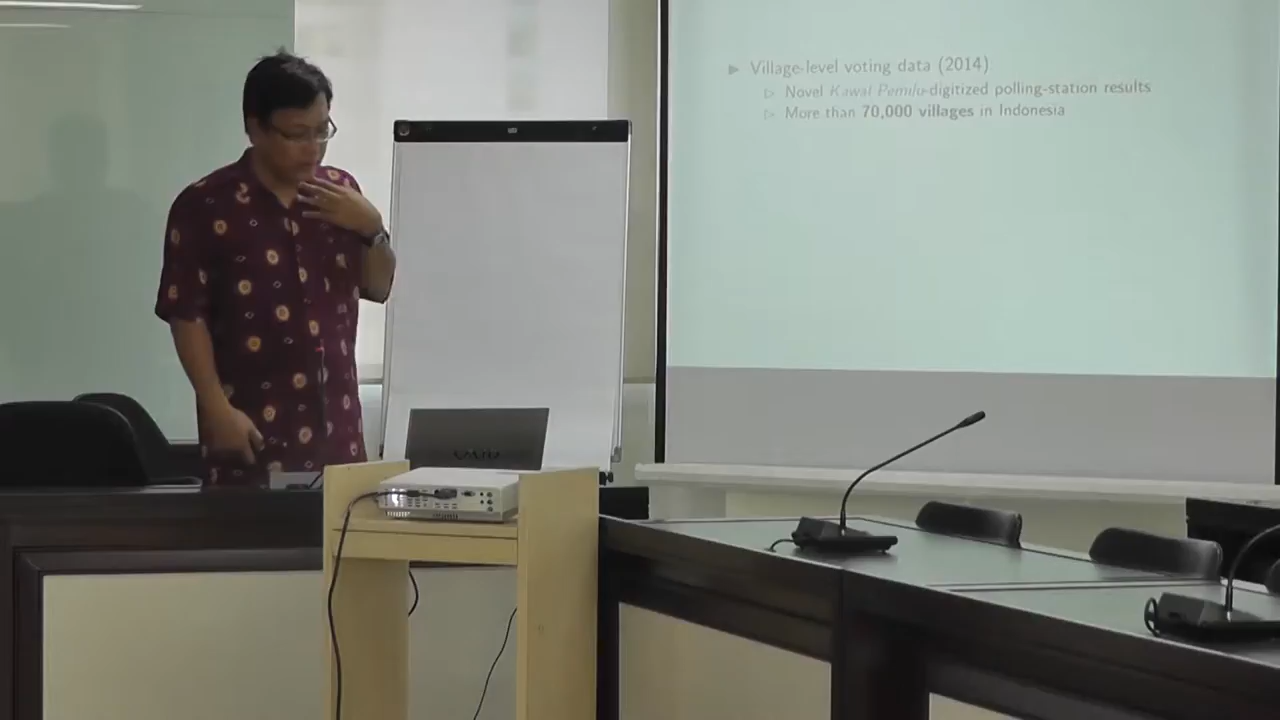 Village-level voting data (2014)
Novel Kawal Pemilu-digitized polling-station results
More than 70,000 villages in Indonesia